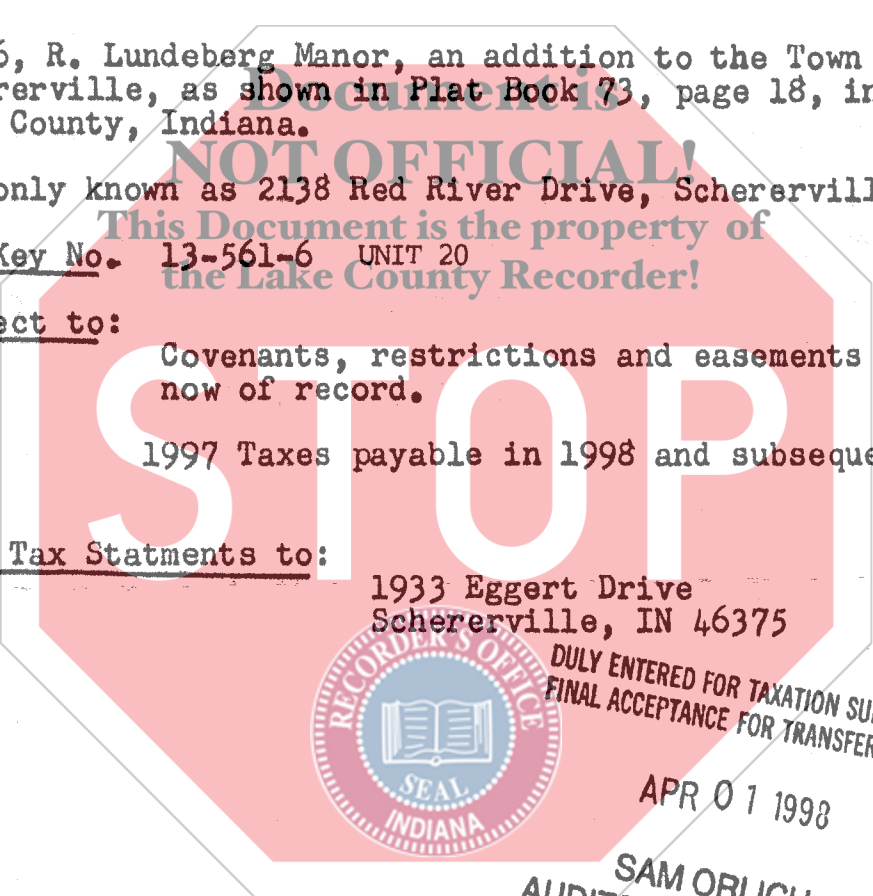 6, R. Lundeberg Manor, an addition to the Town
rerville, as shown in Plat Book 73, page 18, in
County, Indiana.
Document is
NOT OFFICIAL!
only known as 2138 Red River Drive, Schererville
This Document is the property of
Key No. 13-561-6 UNIT 20
the Lake County Recorder!
ect to:
Covenants, restrictions and easements
now of record.
STOP
1997 Taxes payable in 1998 and subseque
Tax Statments to:
1933 Eggert Drive
Schererville, IN 46375
RECORDER'S OFFICE
SEAL
INDIANA
DULY ENTERED FOR TAXATION SU
FINAL ACCEPTANCE FOR TRANSFER
APR 01 1998
SAM ORLICH